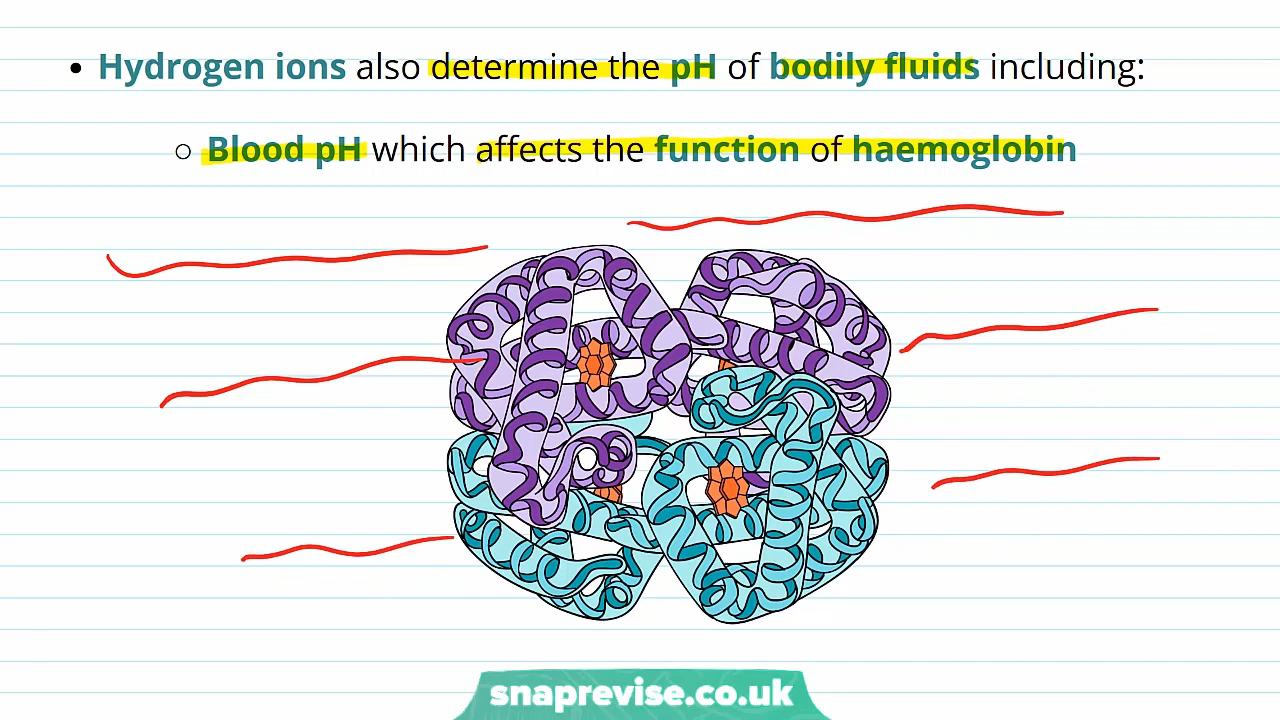 Hydrogen ions also determine the pH of bodily fluids including:
Blood pH which affects the function of haemoglobin
snaprevise.co.uk